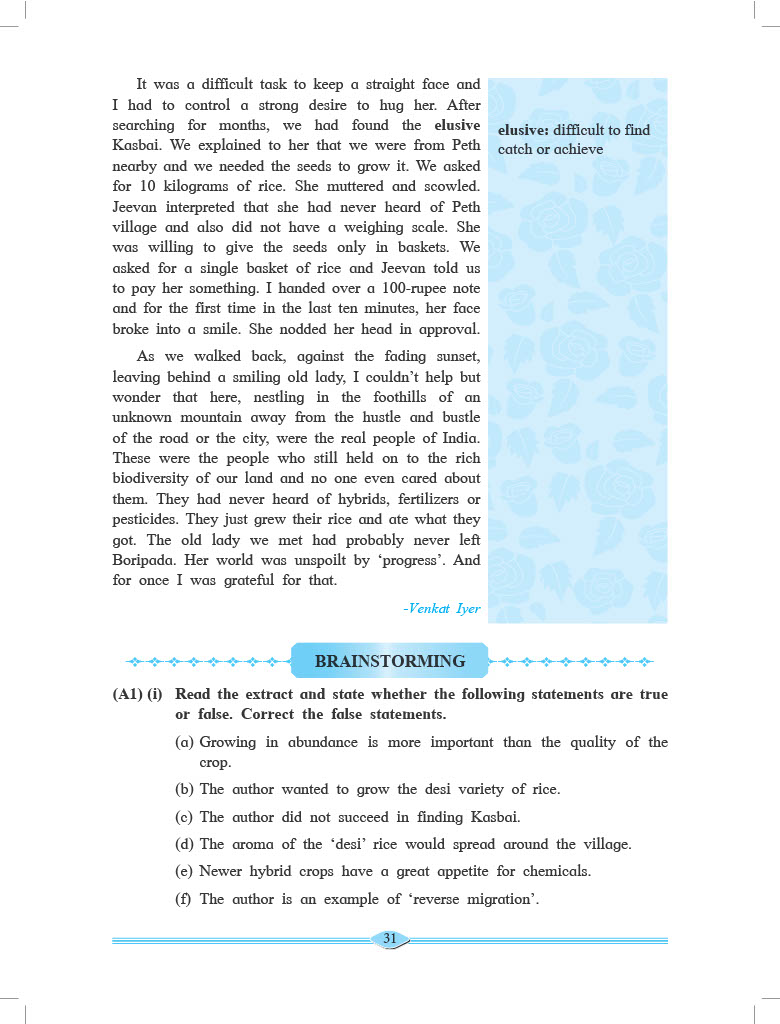 It was a difficult task to keep a straight face and
I had to control a strong desire to hug her. After
searching for months, we had found the elusive
Kasbai. We explained to her that we were from Peth
nearby and we needed the seeds to grow it. We asked
for 10 kilograms of rice. She muttered and scowled.
Jeevan interpreted that she had never heard of Peth
village and also did not have a weighing scale. She
was willing to give the seeds only in baskets. We
asked for a single basket of rice and Jeevan told us
to pay her something. I handed over a 100-rupee note
and for the first time in the last ten minutes, her face
broke into a smile. She nodded her head in approval.
As we walked back, against the fading sunset,
leaving behind a smiling old lady, I couldn't help but
wonder that here, nestling in the foothills of an
unknown mountain away from the hustle and bustle
of the road or the city, were the real people of India.
These were the people who still held on to the rich
biodiversity of our land and no one even cared about
them. They had never heard of hybrids, fertilizers or
pesticides. They just grew their rice and ate what they
got. The old lady we met had probably never left
Boripada. Her world was unspoilt by 'progress'. And
for once I was grateful for that.
-Venkat Iyer
elusive: difficult to find
catch or achieve
BRAINSTORMING
(A1) (i) Read the extract and state whether the following statements are true
or false. Correct the false statements.
(a) Growing in abundance is more important than the quality of the
crop.
(b) The author wanted to grow the desi variety of rice.
(c) The author did not succeed in finding Kasbai.
(d) The aroma of the 'desi' rice would spread around the village.
(e) Newer hybrid crops have a great appetite for chemicals.
(f) The author is an example of 'reverse migration'.
31